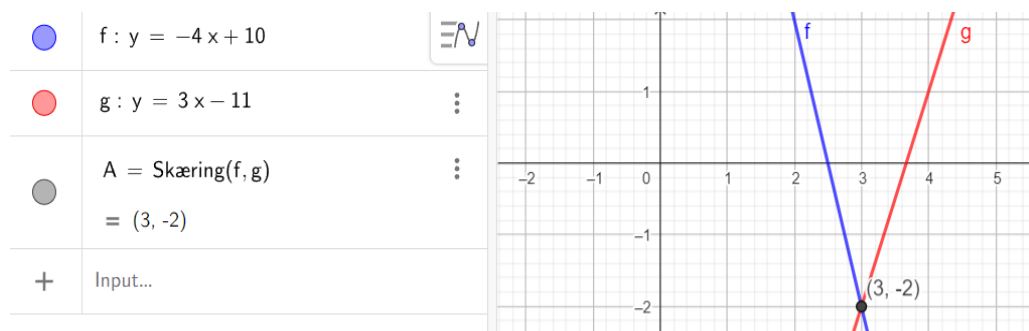 f : y = −4 x + 10
g : y = 3 x − 11
A = Skæring(f, g)
= (3, -2)
+ Input...
f
g
1
−2 −1 0 1 2 3 4 5
−1
(3, -2)
−2